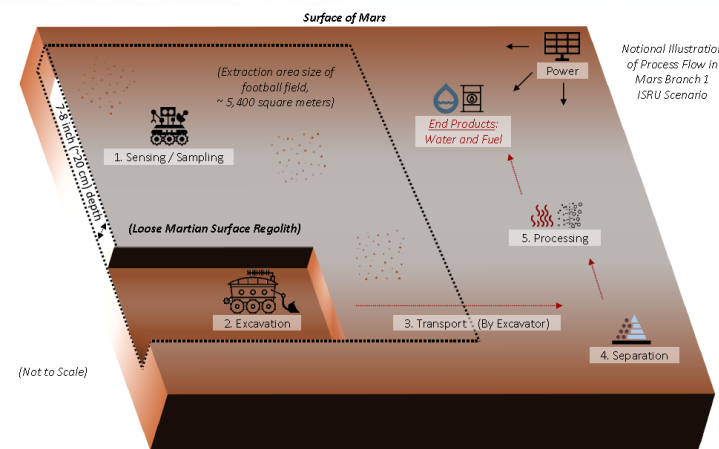 Surface of Mars
Notional Illustration
of Process Flow in
Mars Branch 1
ISRU Scenario
Power
(Extraction area size of
football field,
~ 5,400 square meters)
End Products:
Water and Fuel
1. Sensing / Sampling
7-8 inch (~20 cm) depth
(Loose Martian Surface Regolith)
5. Processing
2. Excavation
3. Transport (By Excavator)
4. Separation
(Not to Scale)